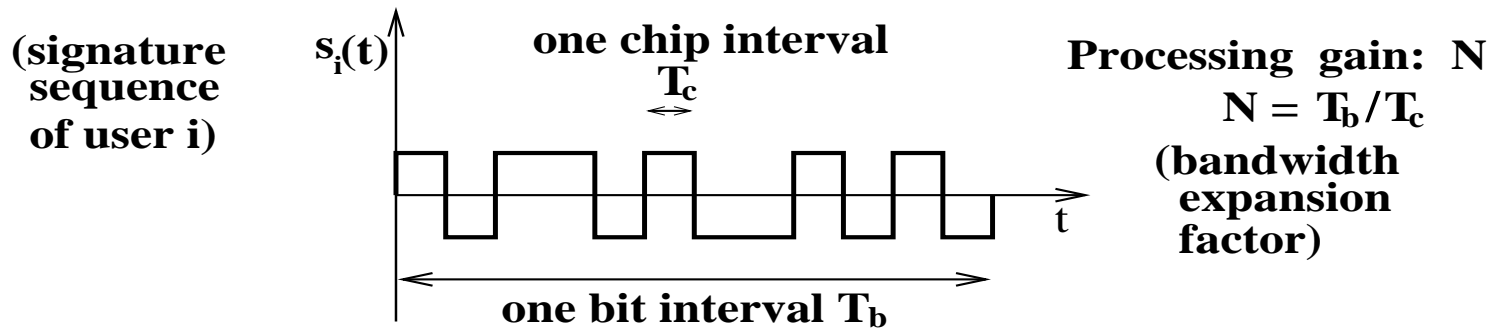 (signature
sequence
of user i)
s_i(t)
one chip interval
T_c
t
one bit interval T_b
Processing gain: N
N = T_b/T_c
(bandwidth
expansion
factor)